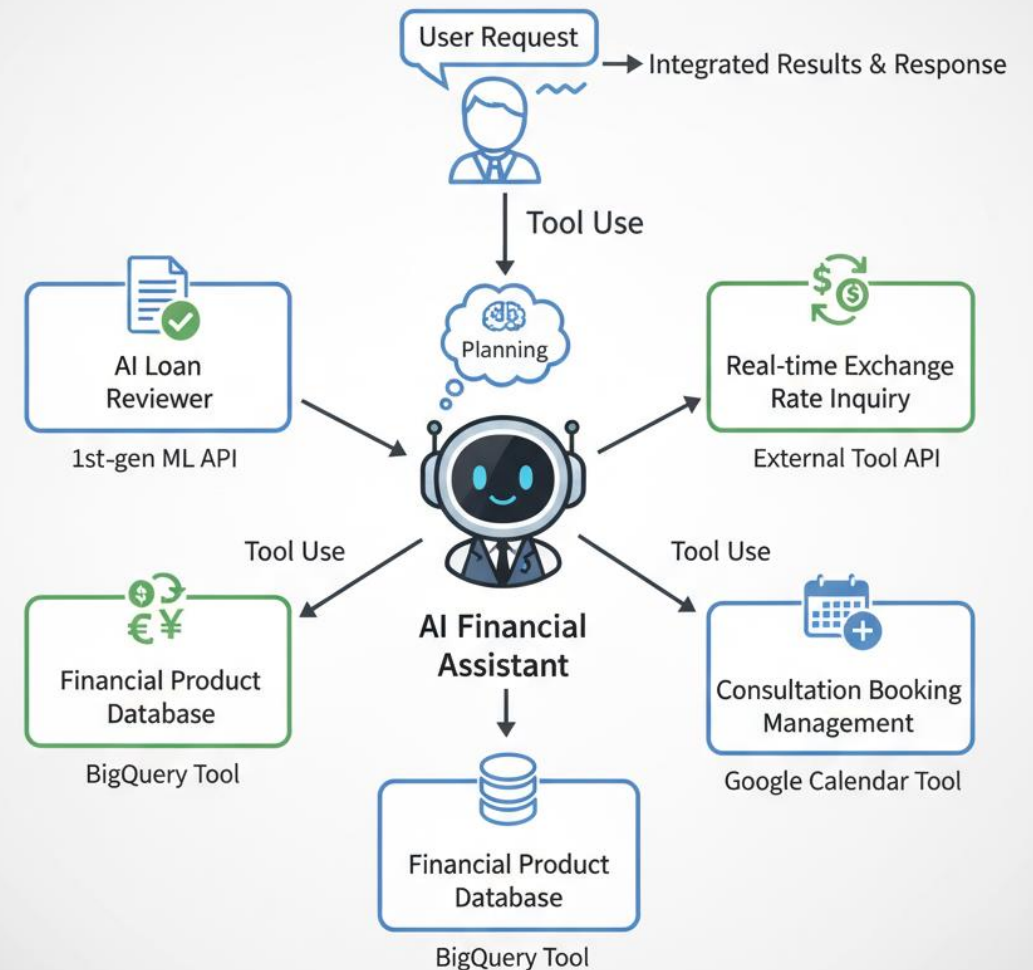 User Request
Integrated Results & Response
Tool Use
Planning
AI Loan
Reviewer
1st-gen ML API
Real-time Exchange
Rate Inquiry
External Tool API
Tool Use
Tool Use
AI Financial
Assistant
Financial Product
Database
BigQuery Tool
Consultation Booking
Management
Google Calendar Tool
Financial Product
Database
BigQuery Tool